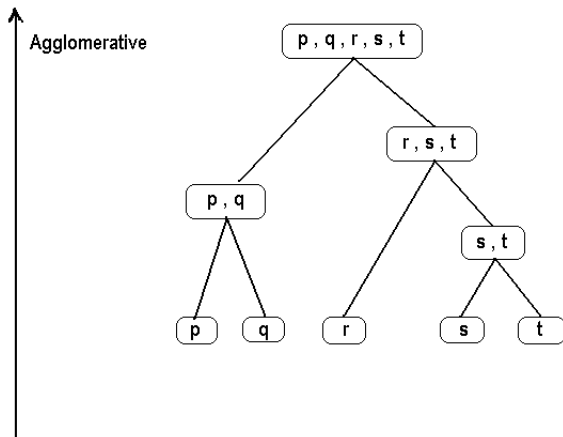 Agglomerative
p , q , r , s , t
r , s , t
p , q
s , t
p
q
r
s
t